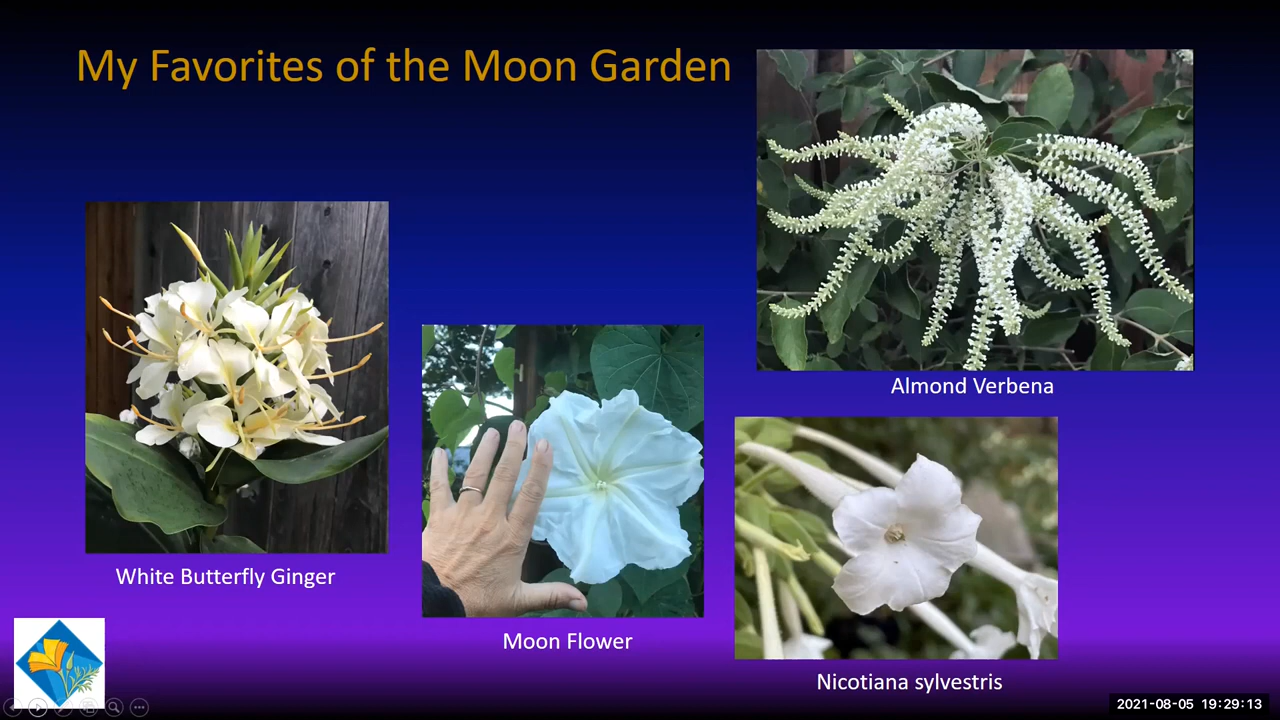 My Favorites of the Moon Garden
Almond Verbena
White Butterfly Ginger
Moon Flower
Nicotiana sylvestris
2021-08-05 19:29:13